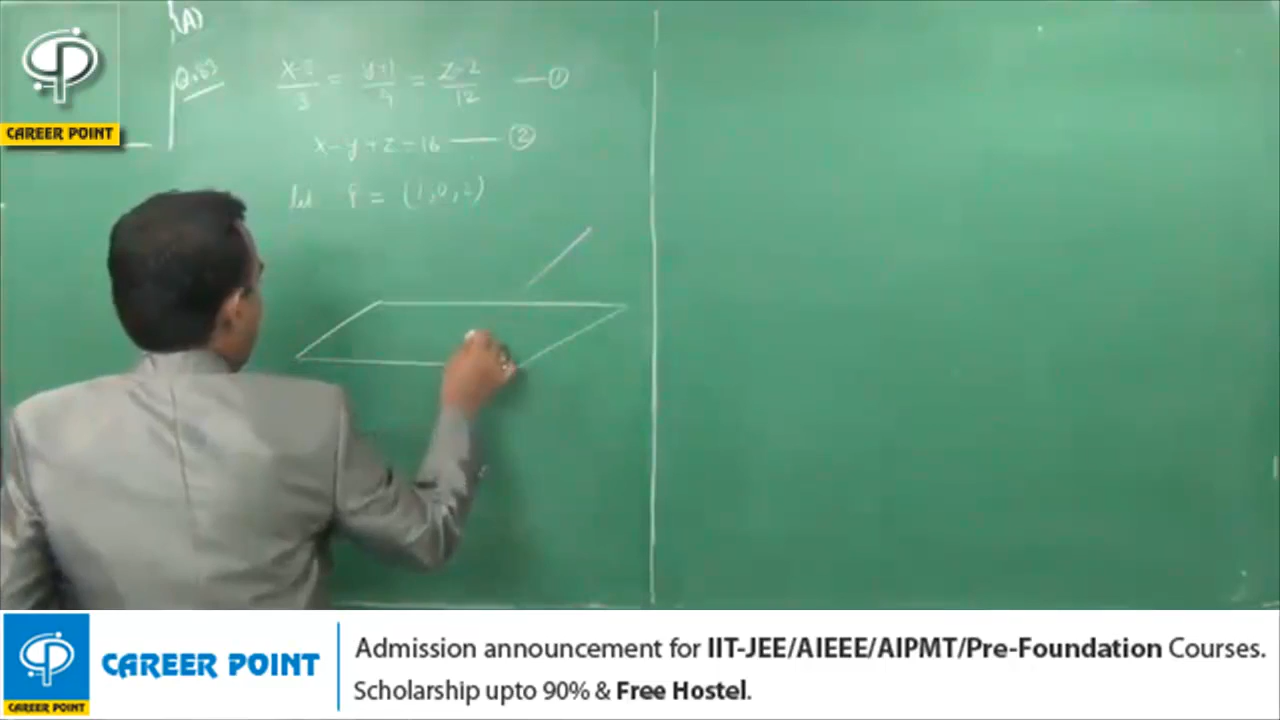 (A)
Q.83
x-2/3 = y+1/4 = z-2/12 — ①
x-y+z=16 — ②
let P = (1,0,2)
CAREER POINT
CAREER POINT
CAREER POINT
Admission announcement for IIT-JEE/AIEEE/AIPMT/Pre-Foundation Courses.
Scholarship upto 90% & Free Hostel.